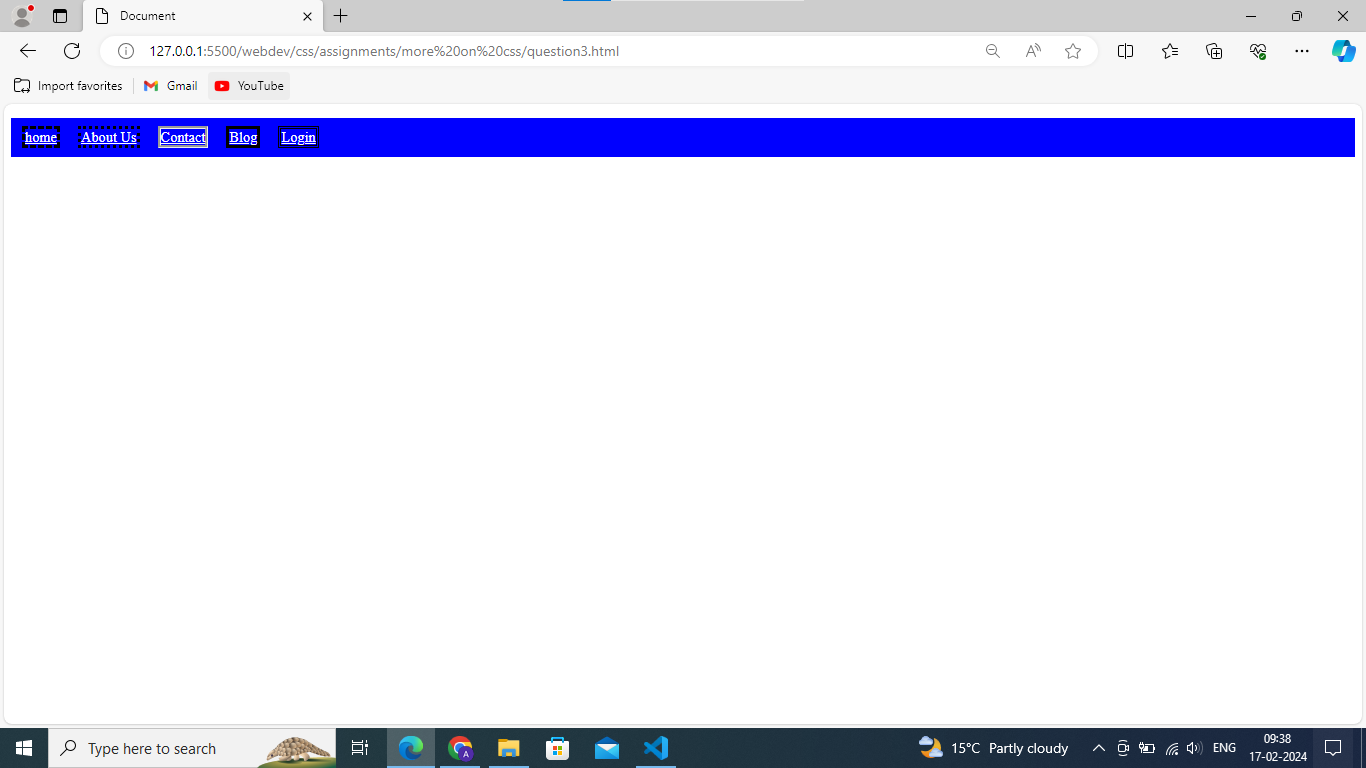 Document
127.0.0.1:5500/webdev/css/assignments/more%20on%20css/question3.html
Import favorites Gmail YouTube
home About Us Contact Blog Login
Type here to search A 15°C Partly cloudy ENG 09:38
17-02-2024